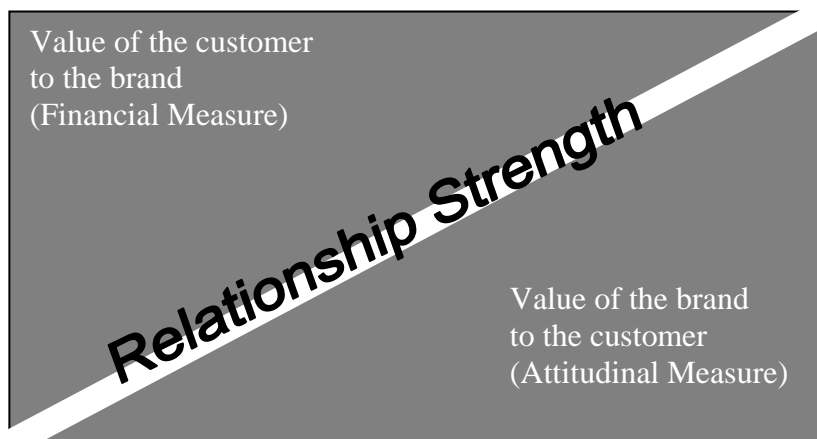 Value of the customer
to the brand
(Financial Measure)
Relationship Strength
Value of the brand
to the customer
(Attitudinal Measure)